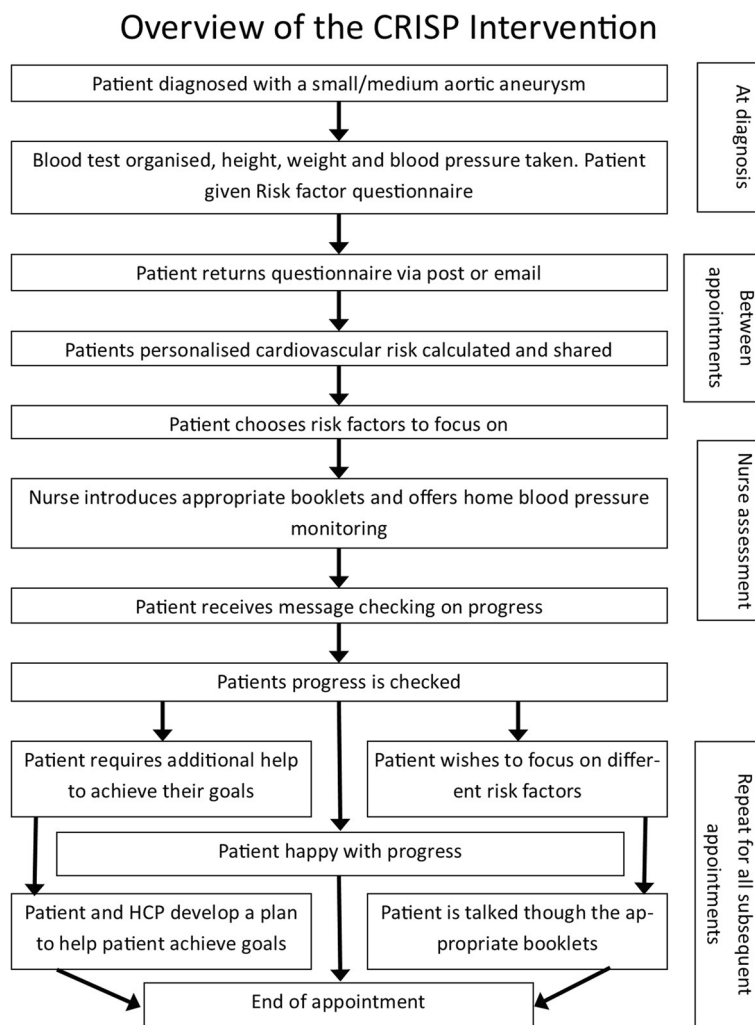 Overview of the CRISP Intervention
Patient diagnosed with a small/medium aortic aneurysm
At diagnosis
Blood test organised, height, weight and blood pressure taken. Patient
given Risk factor questionnaire
Patient returns questionnaire via post or email
Between
appointments
Patients personalised cardiovascular risk calculated and shared
Patient chooses risk factors to focus on
Nurse assessment
Nurse introduces appropriate booklets and offers home blood pressure
monitoring
Patient receives message checking on progress
Patients progress is checked
Patient requires additional help
to achieve their goals
Patient wishes to focus on differ-
ent risk factors
Repeat for all subsequent
appointments
Patient happy with progress
Patient and HCP develop a plan
to help patient achieve goals
Patient is talked though the ap-
propriate booklets
End of appointment